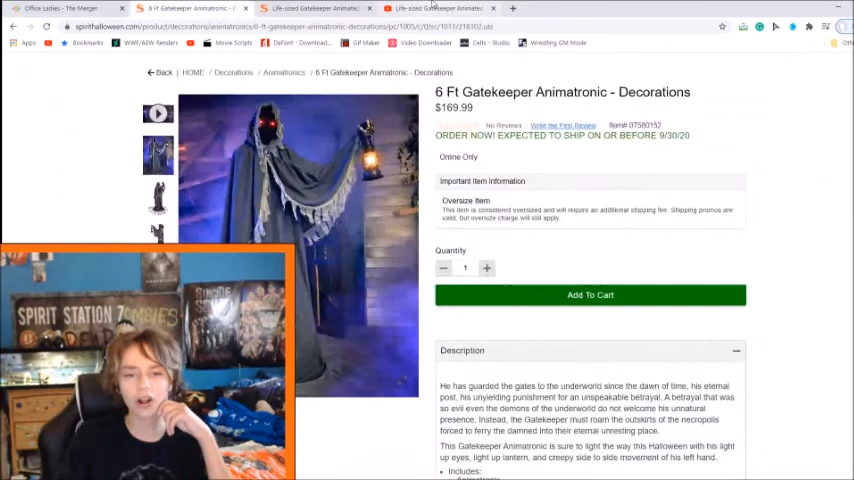 Office Ladies - The Merger
6 Ft Gatekeeper Animatronic - D
Life-sized Gatekeeper Animatron
Life-sized Gatekeeper Animatron
spirithalloween.com/product/decorations/animatronics/6-ft-gatekeeper-animatronic-decorations/pc/1005/c/0/sc/1011/218102.uts
Apps
Bookmarks
WWE/AEW Renders
Movie Scripts
DaFont - Download...
Gif Maker
Video Downloader
Celtx - Studio
Wrestling GM Mode
Back HOME Decorations Animatronics 6 Ft Gatekeeper Animatronic - Decorations
6 Ft Gatekeeper Animatronic - Decorations
$169.99
No Reviews Write the First Review Item# 07560152
ORDER NOW! EXPECTED TO SHIP ON OR BEFORE 9/30/20
Online Only
Important Item Information
Oversize Item
This item is considered oversized and will require an additional shipping fee. Shipping promos are
valid, but oversize charge will still apply.
Quantity
1
Add To Cart
Description
He has guarded the gates to the underworld since the dawn of time, his eternal
post, his unyielding punishment for an unspeakable betrayal. A betrayal that was
so evil even the demons of the underworld do not welcome his unnatural
presence. Instead, the Gatekeeper must roam the outskirts of the necropolis
forced to ferry the damned into their eternal unresting place.
This Gatekeeper Animatronic is sure to light the way this Halloween with his light
up eyes, light up lantern, and creepy side to side movement of his left hand.
Includes:
Animatronic
SPIRIT STATION ZOMBIES
SUICIDE